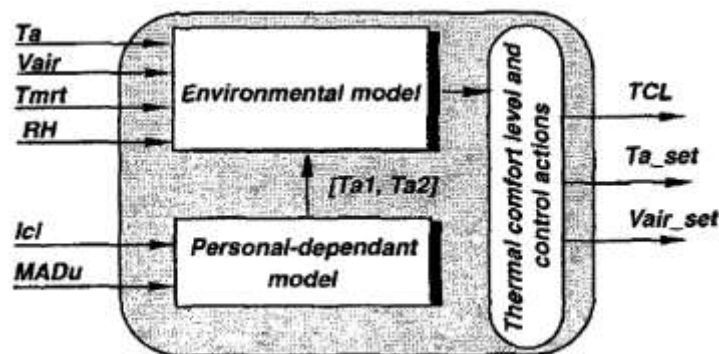 Ta
Vair
Tmrt
RH
Environmental model
[Ta1, Ta2]
Icl
MADu
Personal-dependant
model
Thermal comfort level and
control actions
TCL
Ta_set
Vair_set